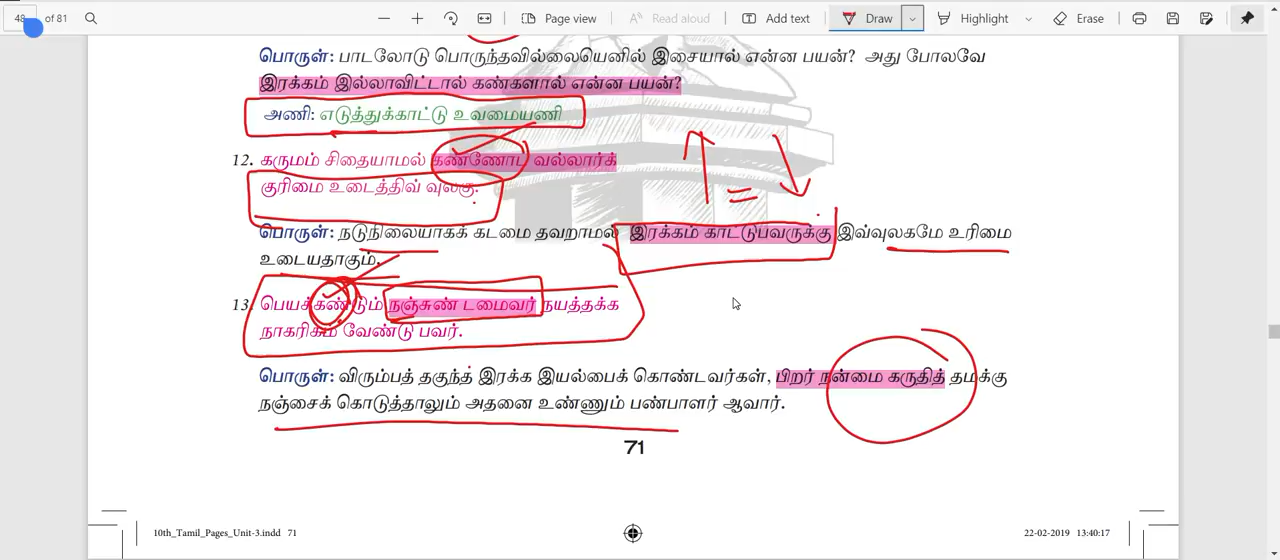 48 of 81 Page view Read aloud Add text Draw Highlight Erase
பொருள்: பாடலோடு பொருந்தவில்லையெனில் இசையால் என்ன பயன்? அது போலவே
இரக்கம் இல்லாவிட்டால் கண்களால் என்ன பயன்?
அணி: எடுத்துக்காட்டு உவமையணி
12. கருமம் சிதையாமல் கண்ணோட வல்லார்க்
குரிமை உடைத்திவ் வுலகு.
பொருள்: நடுநிலையாகக் கடமை தவறாமல் இரக்கம் காட்டுபவருக்கு இவ்வுலகமே உரிமை
உடையதாகும்.
13. பெயக்கண்டும் நஞ்சுண் டமைவர் நயத்தக்க
நாகரிகம் வேண்டு பவர்.
பொருள்: விரும்பத் தகுந்த இரக்க இயல்பைக் கொண்டவர்கள், பிறர் நன்மை கருதித் தமக்கு
நஞ்சைக் கொடுத்தாலும் அதனை உண்ணும் பண்பாளர் ஆவார்.
71
10th_Tamil_Pages_Unit-3.indd 71 22-02-2019 13:40:17